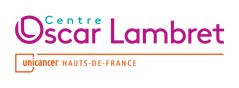 Centre
Oscar Lambret
unicancer HAUTS-DE-FRANCE